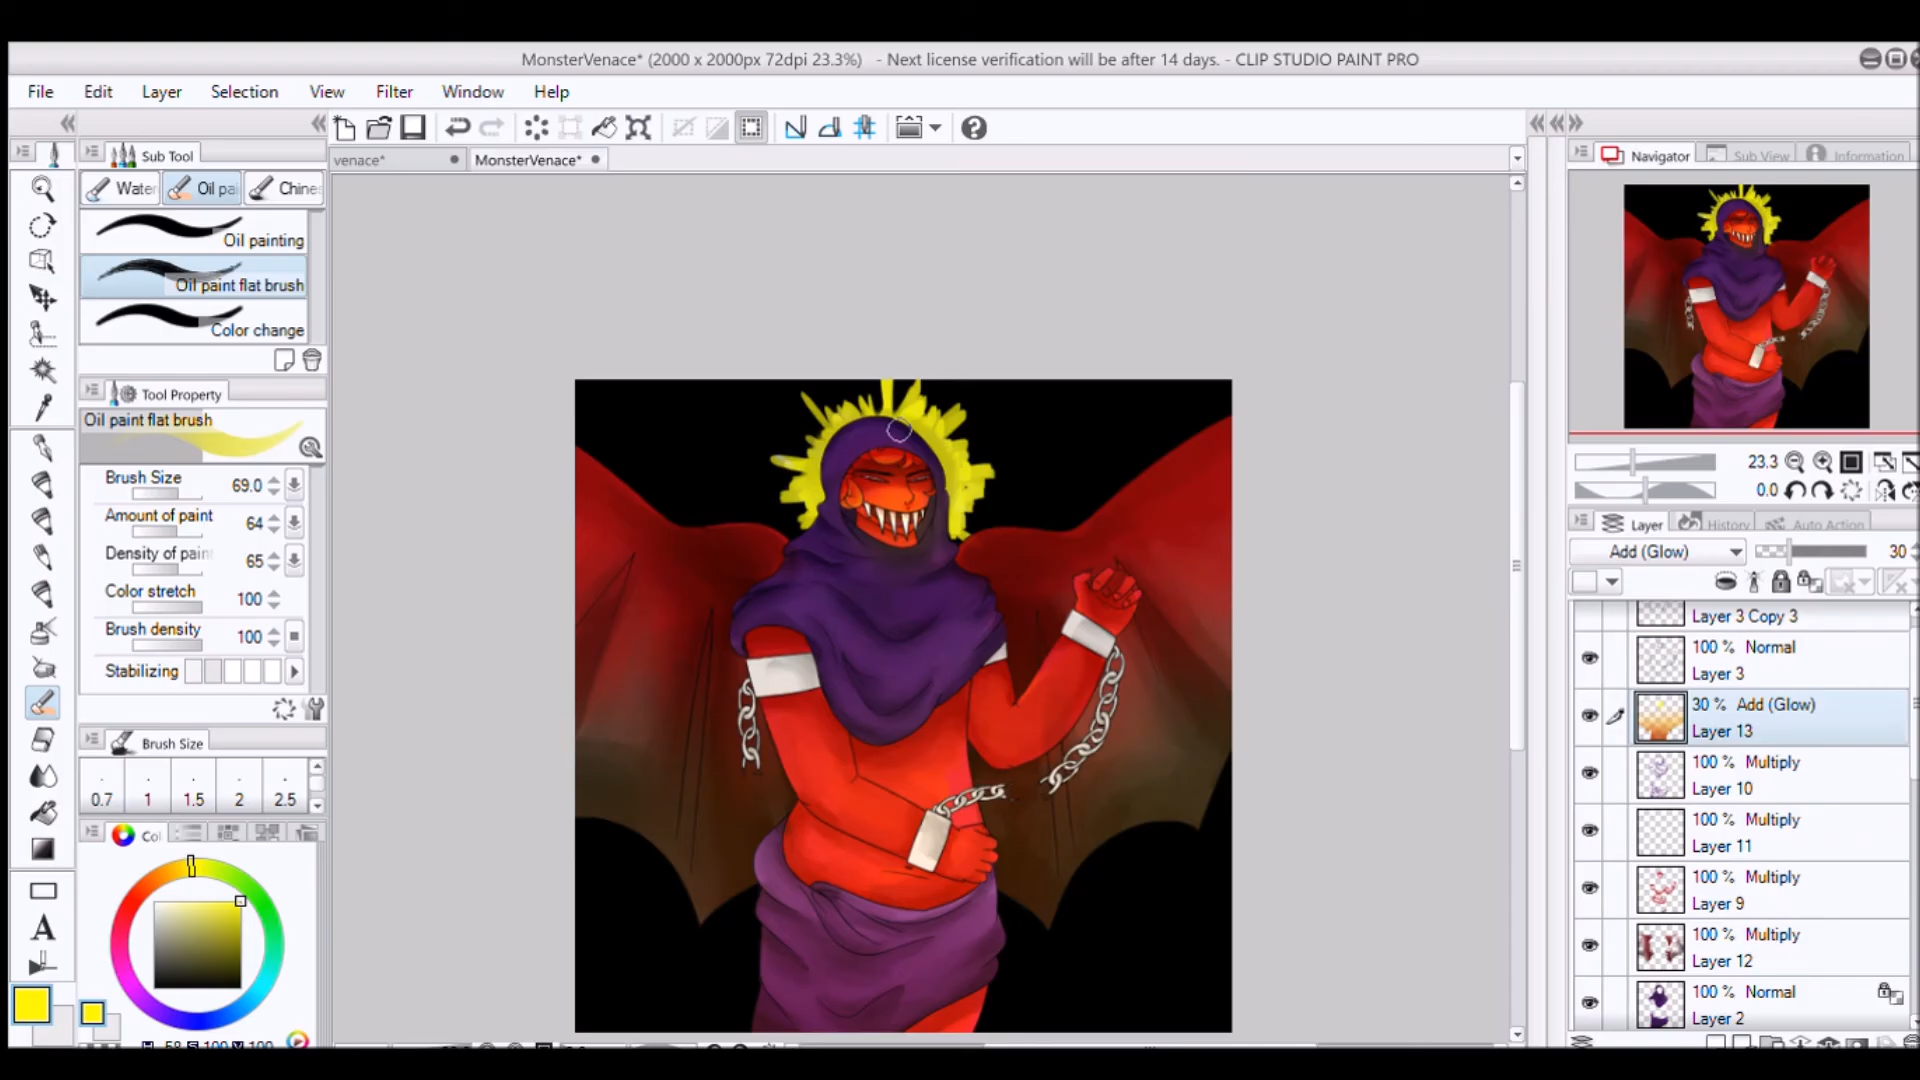 MonsterVenace* (2000 x 2000px 72dpi 23.3%) - Next license verification will be after 14 days. - CLIP STUDIO PAINT PRO
File Edit Layer Selection View Filter Window Help
Sub Tool
Water Oil pai Chines
venace* MonsterVenace*
Navigator Sub View Information
Oil painting
Oil paint flat brush
Color change
Tool Property
Oil paint flat brush
Brush Size 69.0
Amount of paint 64
Density of paint 65
Color stretch 100
Brush density 100
Stabilizing
Brush Size
0.7 1 1.5 2 2.5
Col
23.3
0.0
Layer History Auto Action
Add (Glow) 30
Layer 3 Copy 3
100 % Normal
Layer 3
30 % Add (Glow)
Layer 13
100 % Multiply
Layer 10
100 % Multiply
Layer 11
100 % Multiply
Layer 9
100 % Multiply
Layer 12
100 % Normal
Layer 2
A